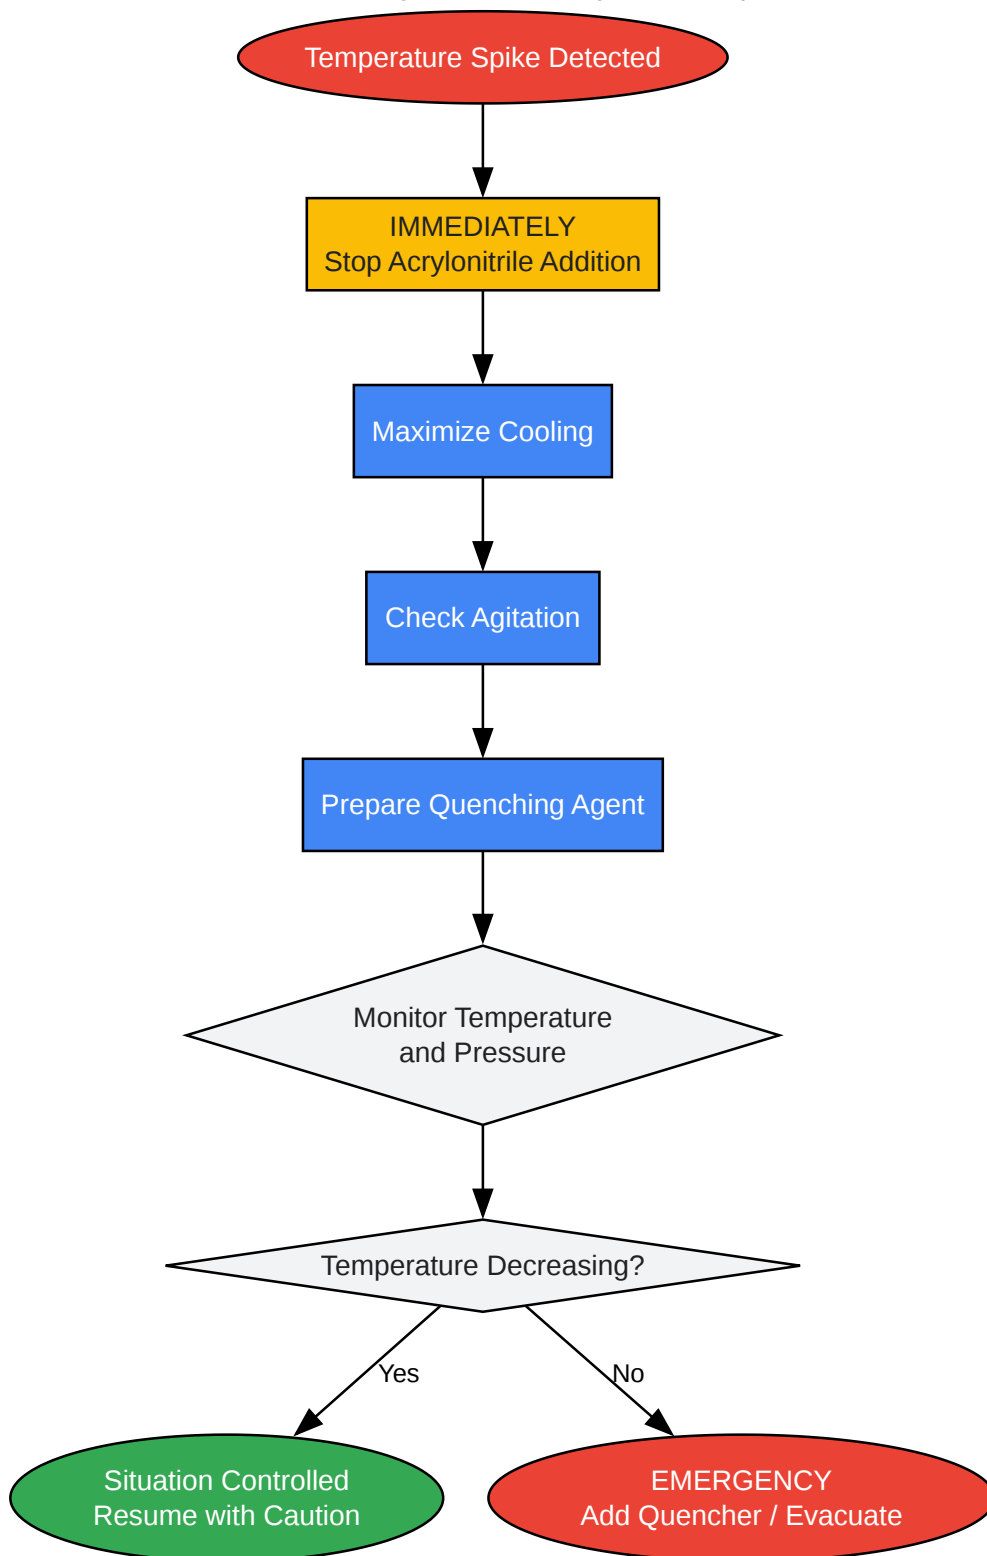 Temperature Spike Detected
IMMEDIATELY
Stop Acrylonitrile Addition
Maximize Cooling
Check Agitation
Prepare Quenching Agent
Monitor Temperature
and Pressure
Temperature Decreasing?
Yes
No
Situation Controlled
Resume with Caution
EMERGENCY
Add Quencher / Evacuate